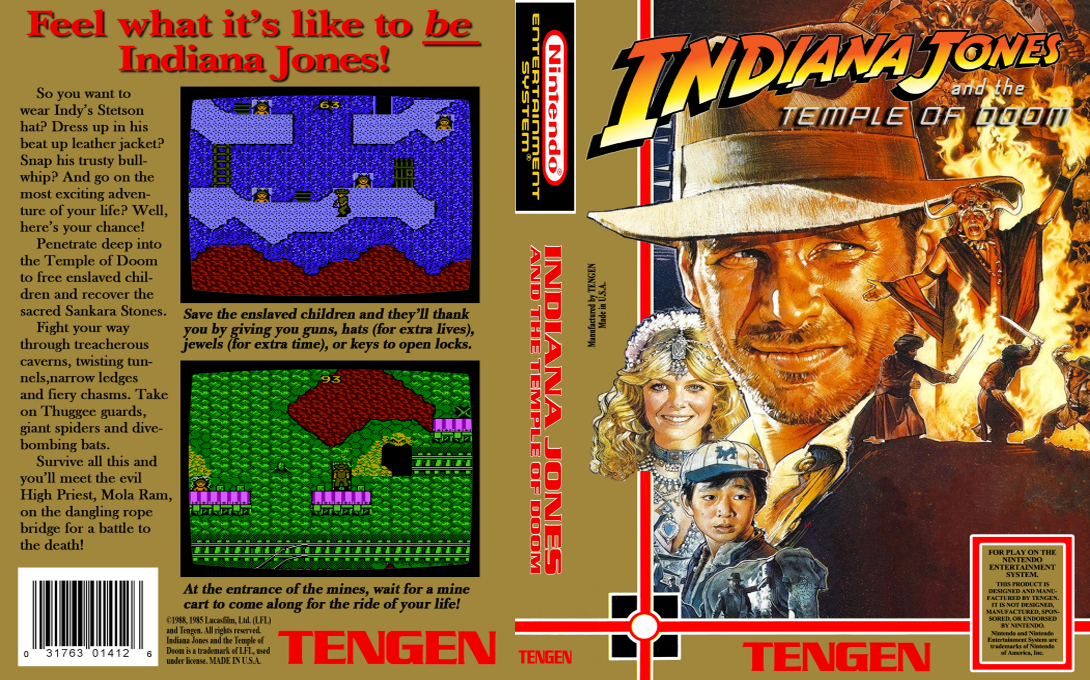 Feel what it's like to be
Indiana Jones!
So you want to
wear Indy's Stetson
hat? Dress up in his
beat up leather jacket?
Snap his trusty bull-
whip? And go on the
most exciting adven-
ture of your life? Well,
here's your chance!
Penetrate deep into
the Temple of Doom
to free enslaved chil-
dren and recover the
sacred Sankara Stones.
Fight your way
through treacherous
caverns, twisting tun-
nels,narrow ledges
and fiery chasms. Take
on Thuggee guards,
giant spiders and dive-
bombing bats.
Survive all this and
you'll meet the evil
High Priest, Mola Ram,
on the dangling rope
bridge for a battle to
the death!
0 31763 01412 6
63
Save the enslaved children and they'll thank
you by giving you guns, hats (for extra lives),
jewels (for extra time), or keys to open locks.
93
At the entrance of the mines, wait for a mine
cart to come along for the ride of your life!
©1988, 1985 Lucasfilm, Ltd. (LFL)
and Tengen. All rights reserved.
Indiana Jones and the Temple of
Doom is a trademark of LFL, used
under license. MADE IN U.S.A.
TENGEN
Nintendo®
ENTERTAINMENT
SYSTEM®
INDIANA JONES
AND THE TEMPLE OF DOOM
TENGEN
Manufactured by TENGEN
Made in U.S.A.
INDIANA JONES
and the
TEMPLE OF DOOM
TENGEN
FOR PLAY ON THE
NINTENDO
ENTERTAINMENT
SYSTEM.
THIS PRODUCT IS
DESIGNED AND MANU-
FACTURED BY TENGEN.
IT IS NOT DESIGNED,
MANUFACTURED, SPON-
SORED, OR ENDORSED
BY NINTENDO.
Nintendo and Nintendo
Entertainment System are
trademarks of Nintendo
of America, Inc.